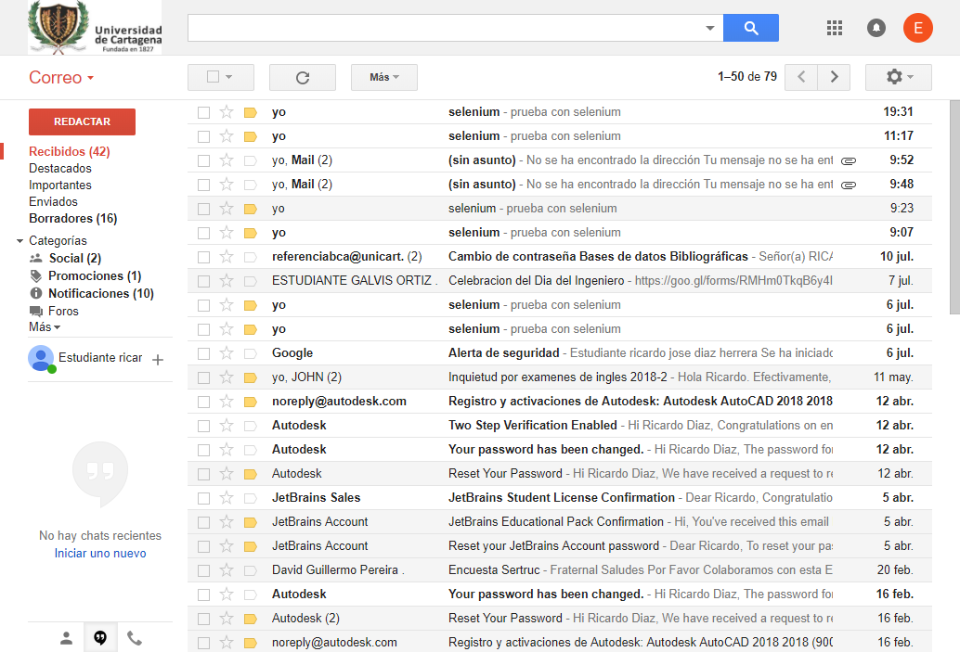 Universidad
de Cartagena
Fundada en 1827
E
Correo
Más
1–50 de 79
REDACTAR
Recibidos (42)
Destacados
Importantes
Enviados
Borradores (16)
Categorías
Social (2)
Promociones (1)
Notificaciones (10)
Foros
Más
Estudiante ricar
No hay chats recientes
Iniciar uno nuevo
yo selenium - prueba con selenium 19:31
yo selenium - prueba con selenium 11:17
yo, Mail (2) (sin asunto) - No se ha encontrado la dirección Tu mensaje no se ha ent 9:52
yo, Mail (2) (sin asunto) - No se ha encontrado la dirección Tu mensaje no se ha ent 9:48
yo selenium - prueba con selenium 9:23
yo selenium - prueba con selenium 9:07
referenciabca@unicart. (2) Cambio de contraseña Bases de datos Bibliográficas - Señor(a) RICA 10 jul.
ESTUDIANTE GALVIS ORTIZ . Celebracion del Dia del Ingeniero - https://goo.gl/forms/RMHm0TkqB6y4I 7 jul.
yo selenium - prueba con selenium 6 jul.
yo selenium - prueba con selenium 6 jul.
Google Alerta de seguridad - Estudiante ricardo jose diaz herrera Se ha iniciado 6 jul.
yo, JOHN (2) Inquietud por examenes de ingles 2018-2 - Hola Ricardo. Efectivamente, 11 may.
noreply@autodesk.com Registro y activaciones de Autodesk: Autodesk AutoCAD 2018 2018 12 abr.
Autodesk Two Step Verification Enabled - Hi Ricardo Diaz, Congratulations on en 12 abr.
Autodesk Your password has been changed. - Hi Ricardo Diaz, The password for 12 abr.
Autodesk Reset Your Password - Hi Ricardo Diaz, We have received a request to re 12 abr.
JetBrains Sales JetBrains Student License Confirmation - Dear Ricardo, Congratulatio 5 abr.
JetBrains Account JetBrains Educational Pack Confirmation - Hi, You've received this email 5 abr.
JetBrains Account Reset your JetBrains Account password - Dear Ricardo, To reset your pas 5 abr.
David Guillermo Pereira . Encuesta Sertruc - Fraternal Saludes Por Favor Colaboramos con esta E 20 feb.
Autodesk Your password has been changed. - Hi Ricardo Diaz, The password for 16 feb.
Autodesk (2) Reset Your Password - Hi Ricardo Diaz, We have received a request to re 16 feb.
noreply@autodesk.com Registro y activaciones de Autodesk: Autodesk AutoCAD 2018 2018 (900 16 feb.